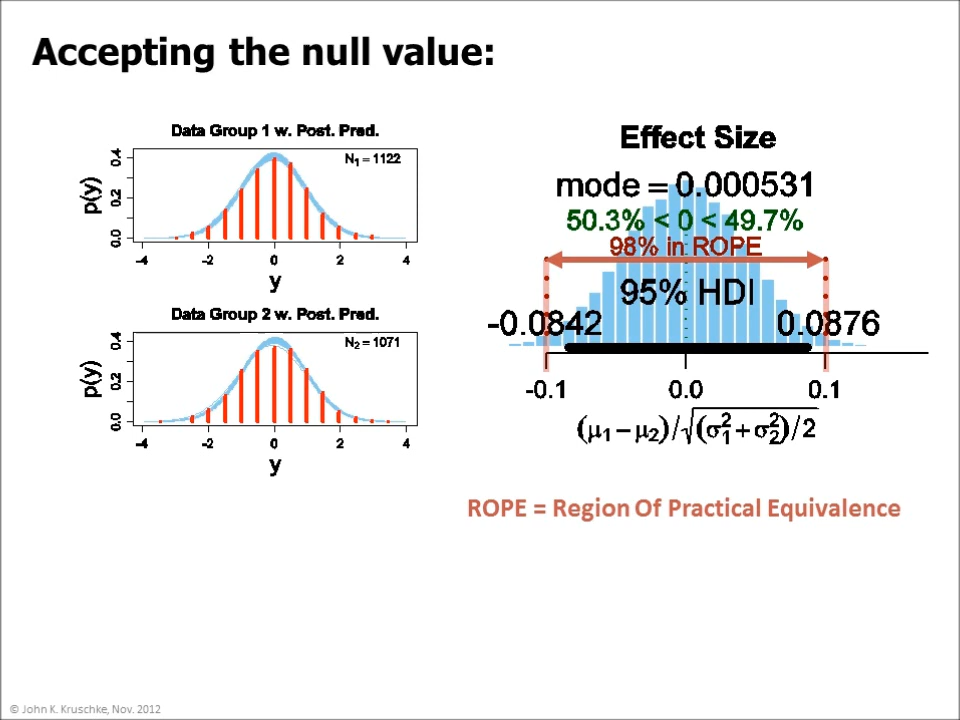 Accepting the null value:
Data Group 1 w. Post. Pred.
N₁ = 1122
p(y)
0.0 0.2 0.4
-4 -2 0 2 4
y
Data Group 2 w. Post. Pred.
N₂ = 1071
p(y)
0.0 0.2 0.4
-4 -2 0 2 4
y
Effect Size
mode = 0.000531
50.3% < 0 < 49.7%
98% in ROPE
95% HDI
-0.0842 0.0876
-0.1 0.0 0.1
(μ₁ − μ₂)/√(σ₁² + σ₂²)/2
ROPE = Region Of Practical Equivalence
© John K. Kruschke, Nov. 2012